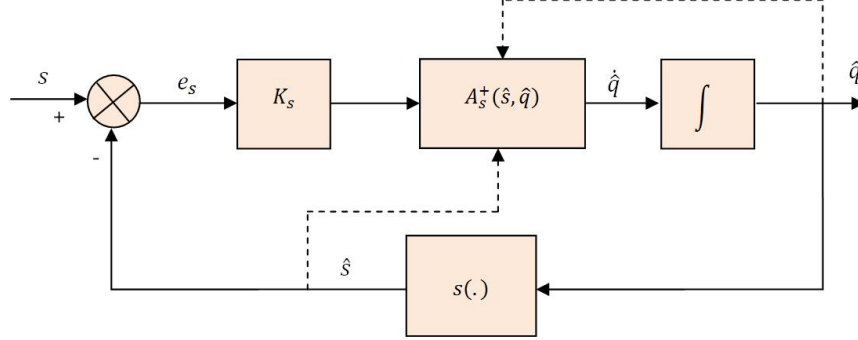 s
+
-
e_s
K_s
A_s^+(ŝ, q̂)
q̂̇
∫
q̂
ŝ
s(.)